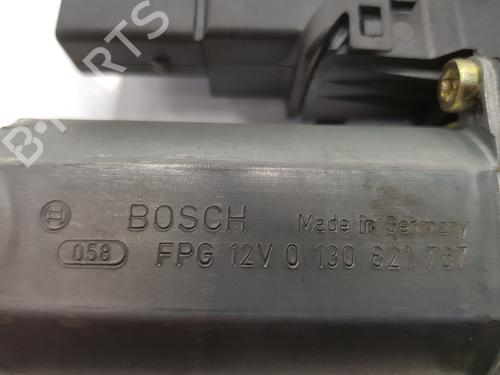 BOSCH Made in Germany
058 FPG 12V 0 130 821 767